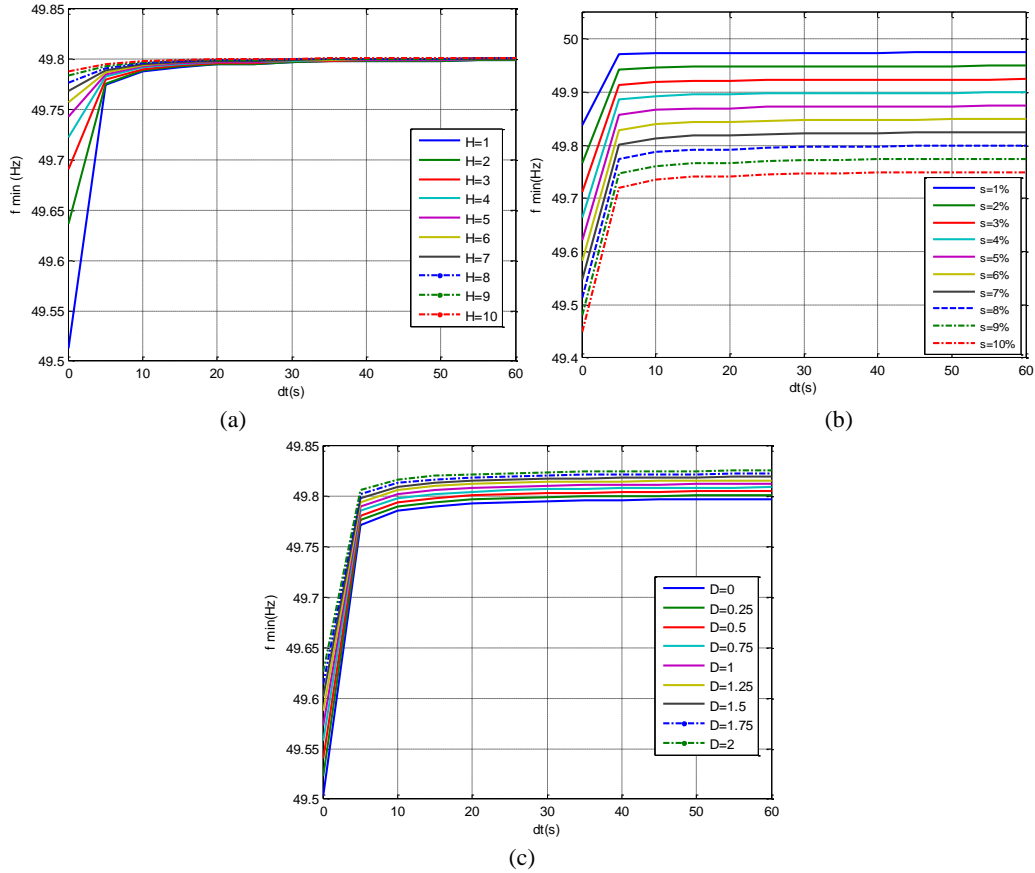 49.85
49.8
49.75
49.7
49.65
49.6
49.55
49.5
f min (Hz)
0 10 20 30 40 50 60
dt(s)
H=1
H=2
H=3
H=4
H=5
H=6
H=7
H=8
H=9
H=10
(a)
50
49.9
49.8
49.7
49.6
49.5
49.4
f min(Hz)
0 10 20 30 40 50 60
dt(s)
s=1%
s=2%
s=3%
s=4%
s=5%
s=6%
s=7%
s=8%
s=9%
s=10%
(b)
49.85
49.8
49.75
49.7
49.65
49.6
49.55
49.5
f min(Hz)
0 10 20 30 40 50 60
dt(s)
D=0
D=0.25
D=0.5
D=0.75
D=1
D=1.25
D=1.5
D=1.75
D=2
(c)